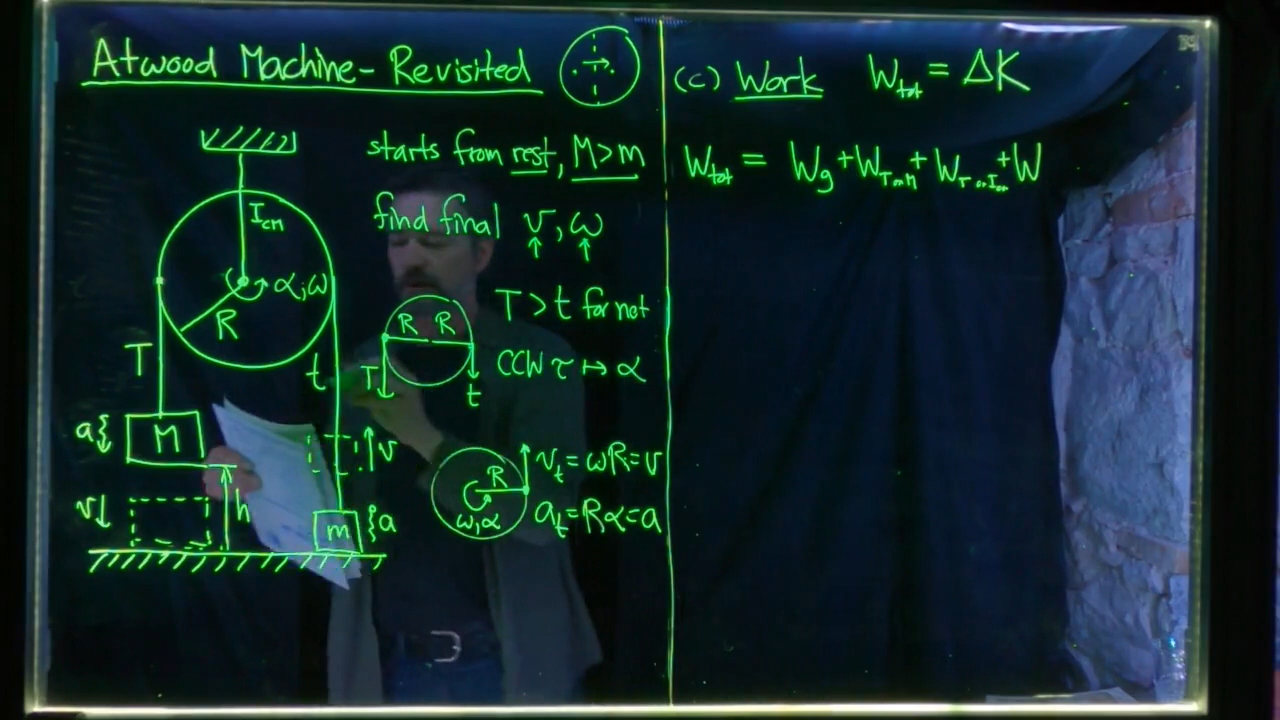 Atwood Machine - Revisited
starts from rest, M>m
find final v, ω
I_cm
α, ω
R
T
t
a
M
v
h
v
m
a
T > t for net
CCW τ ↦ α
R R
T
t
R
ω, α
v_t = ωR = v
a_t = Rα = a
(c) Work W_tot = ΔK
W_tot = W_g + W_T on M + W_T on I_cm + W